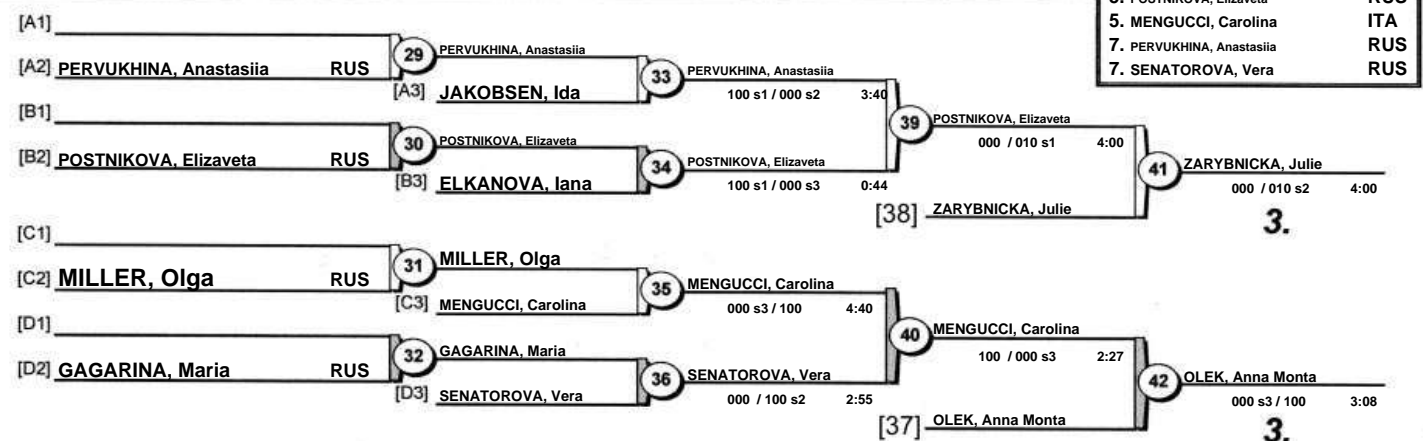 5. POSTNIKOVA, Elizaveta RUS
5. MENGUCCI, Carolina ITA
7. PERVUKHINA, Anastasiia RUS
7. SENATOROVA, Vera RUS
[A1]
[A2] PERVUKHINA, Anastasiia RUS
29
PERVUKHINA, Anastasiia
[A3] JAKOBSEN, Ida
33
PERVUKHINA, Anastasiia
100 s1 / 000 s2 3:40
[B1]
[B2] POSTNIKOVA, Elizaveta RUS
30
POSTNIKOVA, Elizaveta
[B3] ELKANOVA, Iana
34
POSTNIKOVA, Elizaveta
100 s1 / 000 s3 0:44
39
POSTNIKOVA, Elizaveta
000 / 010 s1 4:00
[38] ZARYBNICKA, Julie
41
ZARYBNICKA, Julie
000 / 010 s2 4:00
3.
[C1]
[C2] MILLER, Olga RUS
31
MILLER, Olga
[C3] MENGUCCI, Carolina
35
MENGUCCI, Carolina
000 s3 / 100 4:40
[D1]
[D2] GAGARINA, Maria RUS
32
GAGARINA, Maria
[D3] SENATOROVA, Vera
36
SENATOROVA, Vera
000 / 100 s2 2:55
40
MENGUCCI, Carolina
100 / 000 s3 2:27
[37] OLEK, Anna Monta
42
OLEK, Anna Monta
000 s3 / 100 3:08
3.